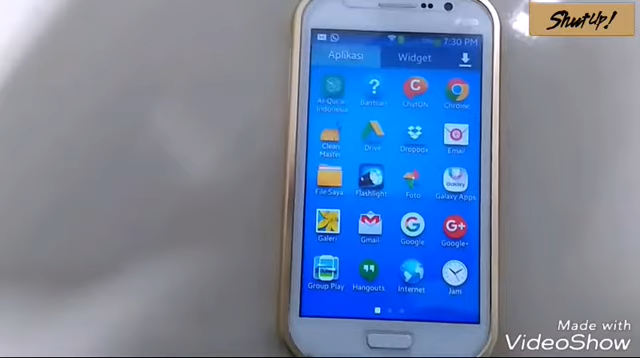 ShutUp!
7:30 PM
Aplikasi
Widget
Al-Qur'an
Indonesia
Bantuan
ChatON
Chrome
Clean
Master
Drive
Dropbox
Email
File Saya
Flashlight
Foto
Galaxy Apps
Galeri
Gmail
Google
Google+
Group Play
Hangouts
Internet
Jam
Made with
VideoShow